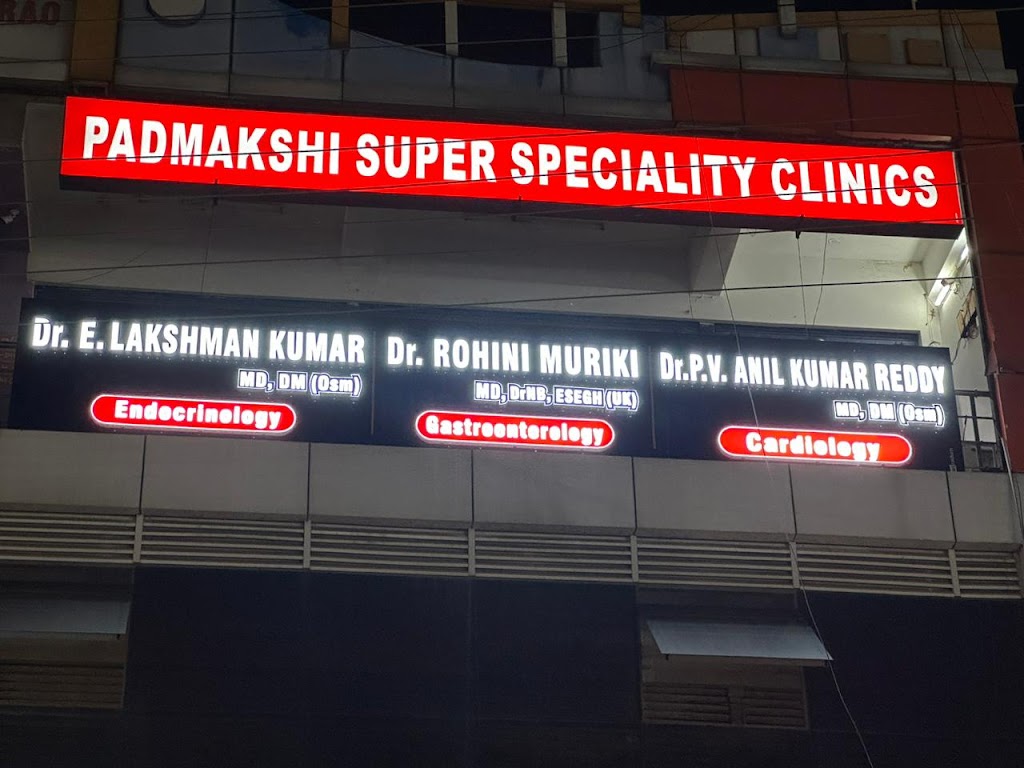 RAO
PADMAKSHI SUPER SPECIALITY CLINICS
Dr. E. LAKSHMAN KUMAR
MD, DM (Osm)
Endocrinology
Dr. ROHINI MURIKI
MD, DrNB, ESEGH (UK)
Gastroenterology
Dr.P.V. ANIL KUMAR REDDY
MD, DM (Osm)
Cardiology